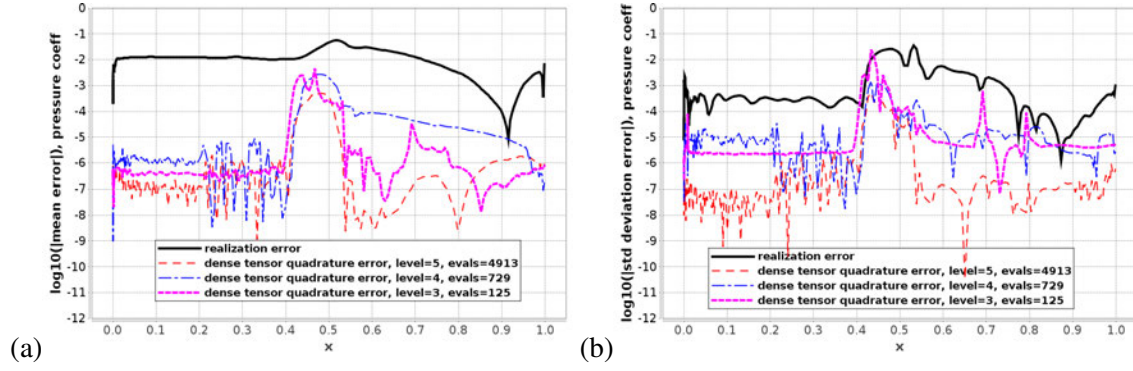 0
-1
-2
-3
-4
-5
-6
-7
-8
-9
-10
-11
-12
log10(|mean error|), pressure coeff
realization error
dense tensor quadrature error, level=5, evals=4913
dense tensor quadrature error, level=4, evals=729
dense tensor quadrature error, level=3, evals=125
0.0 0.1 0.2 0.3 0.4 0.5 0.6 0.7 0.8 0.9 1.0
x
(a)
0
-1
-2
-3
-4
-5
-6
-7
-8
-9
-10
-11
-12
log10(|std deviation error|), pressure coeff
realization error
dense tensor quadrature error, level=5, evals=4913
dense tensor quadrature error, level=4, evals=729
dense tensor quadrature error, level=3, evals=125
0.0 0.1 0.2 0.3 0.4 0.5 0.6 0.7 0.8 0.9 1.0
x
(b)